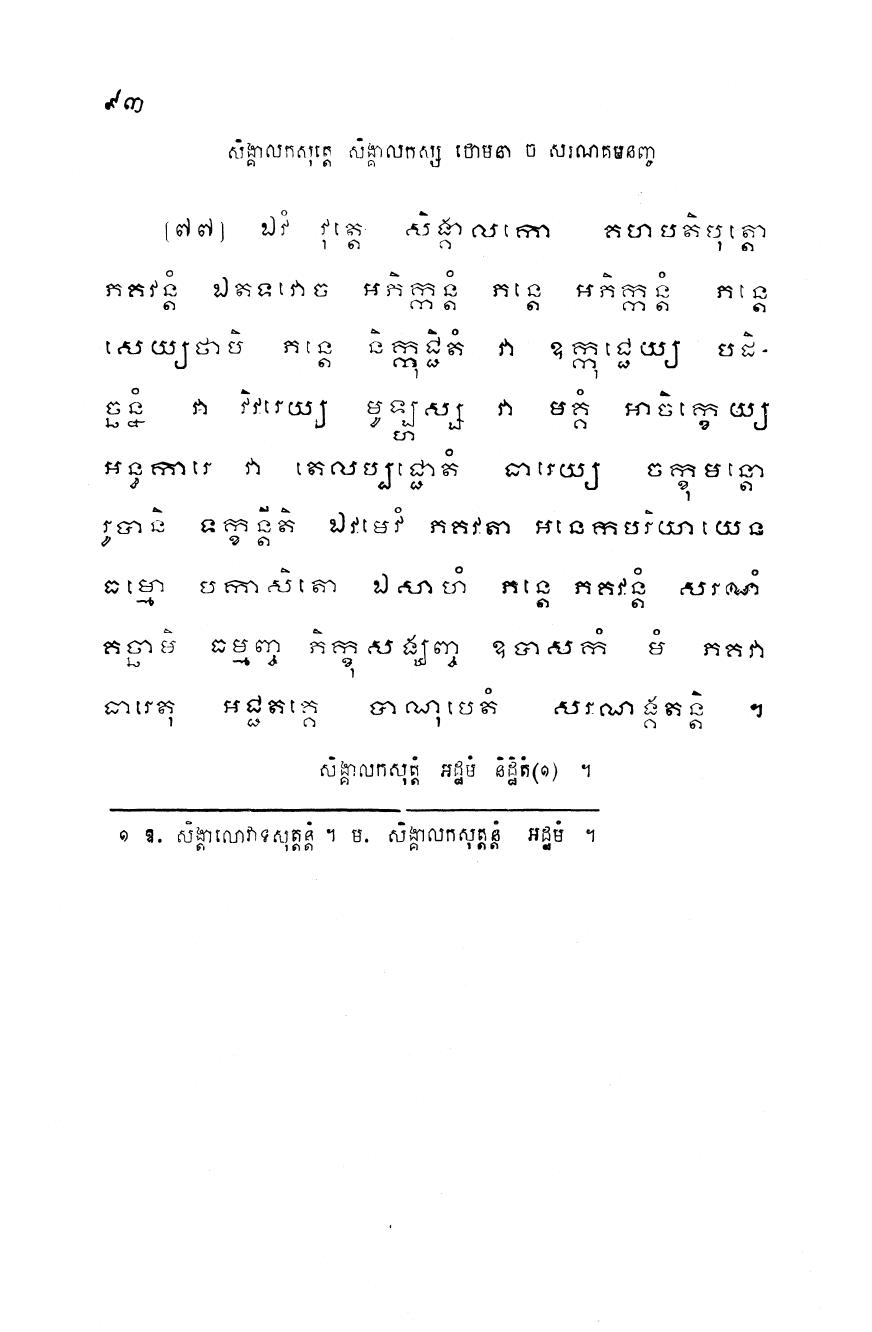 ៩៣
សិង្គាលកសុត្តេ សិង្គាលកស្ស ថោមនា ច សរណគមនញ្ច
(៧៧) ឯវំ វុត្តេ សិង្គាលកោ គហបតិបុត្តោ
ភគវន្តំ ឯតទវោច អភិក្កន្តំ ភន្តេ អភិក្កន្តំ ភន្តេ
សេយ្យថាបិ ភន្តេ និក្កុជ្ជិតំ វា ឧក្កុជ្ជេយ្យ បដិ-
ច្ឆន្នំ វា វិវរេយ្យ មូឡ្ហស្ស វា មគ្គំ អាចិក្ខេយ្យ
អន្ធការេ វា តេលប្បជ្ជោតំ ធារេយ្យ ចក្ខុមន្តោ
រូបានិ ទក្ខន្តីតិ ឯវមេវំ ភគវតា អនេកបរិយាយេន
ធម្មោ បកាសិតោ ឯសាហំ ភន្តេ ភគវន្តំ សរណំ
គច្ឆាមិ ធម្មញ្ច ភិក្ខុសង្ឃញ្ច ឧបាសកំ មំ ភគវា
ធារេតុ អជ្ជតគ្គេ បាណុបេតំ សរណង្គតន្តិ ។
សិង្គាលកសុត្តំ អដ្ឋមំ និដ្ឋិតំ(១) ។
១ ឱ. សិង្គាលោវាទសុត្តន្តំ ។ ម. សិង្គាលកសុត្តន្តំ អដ្ឋមំ ។